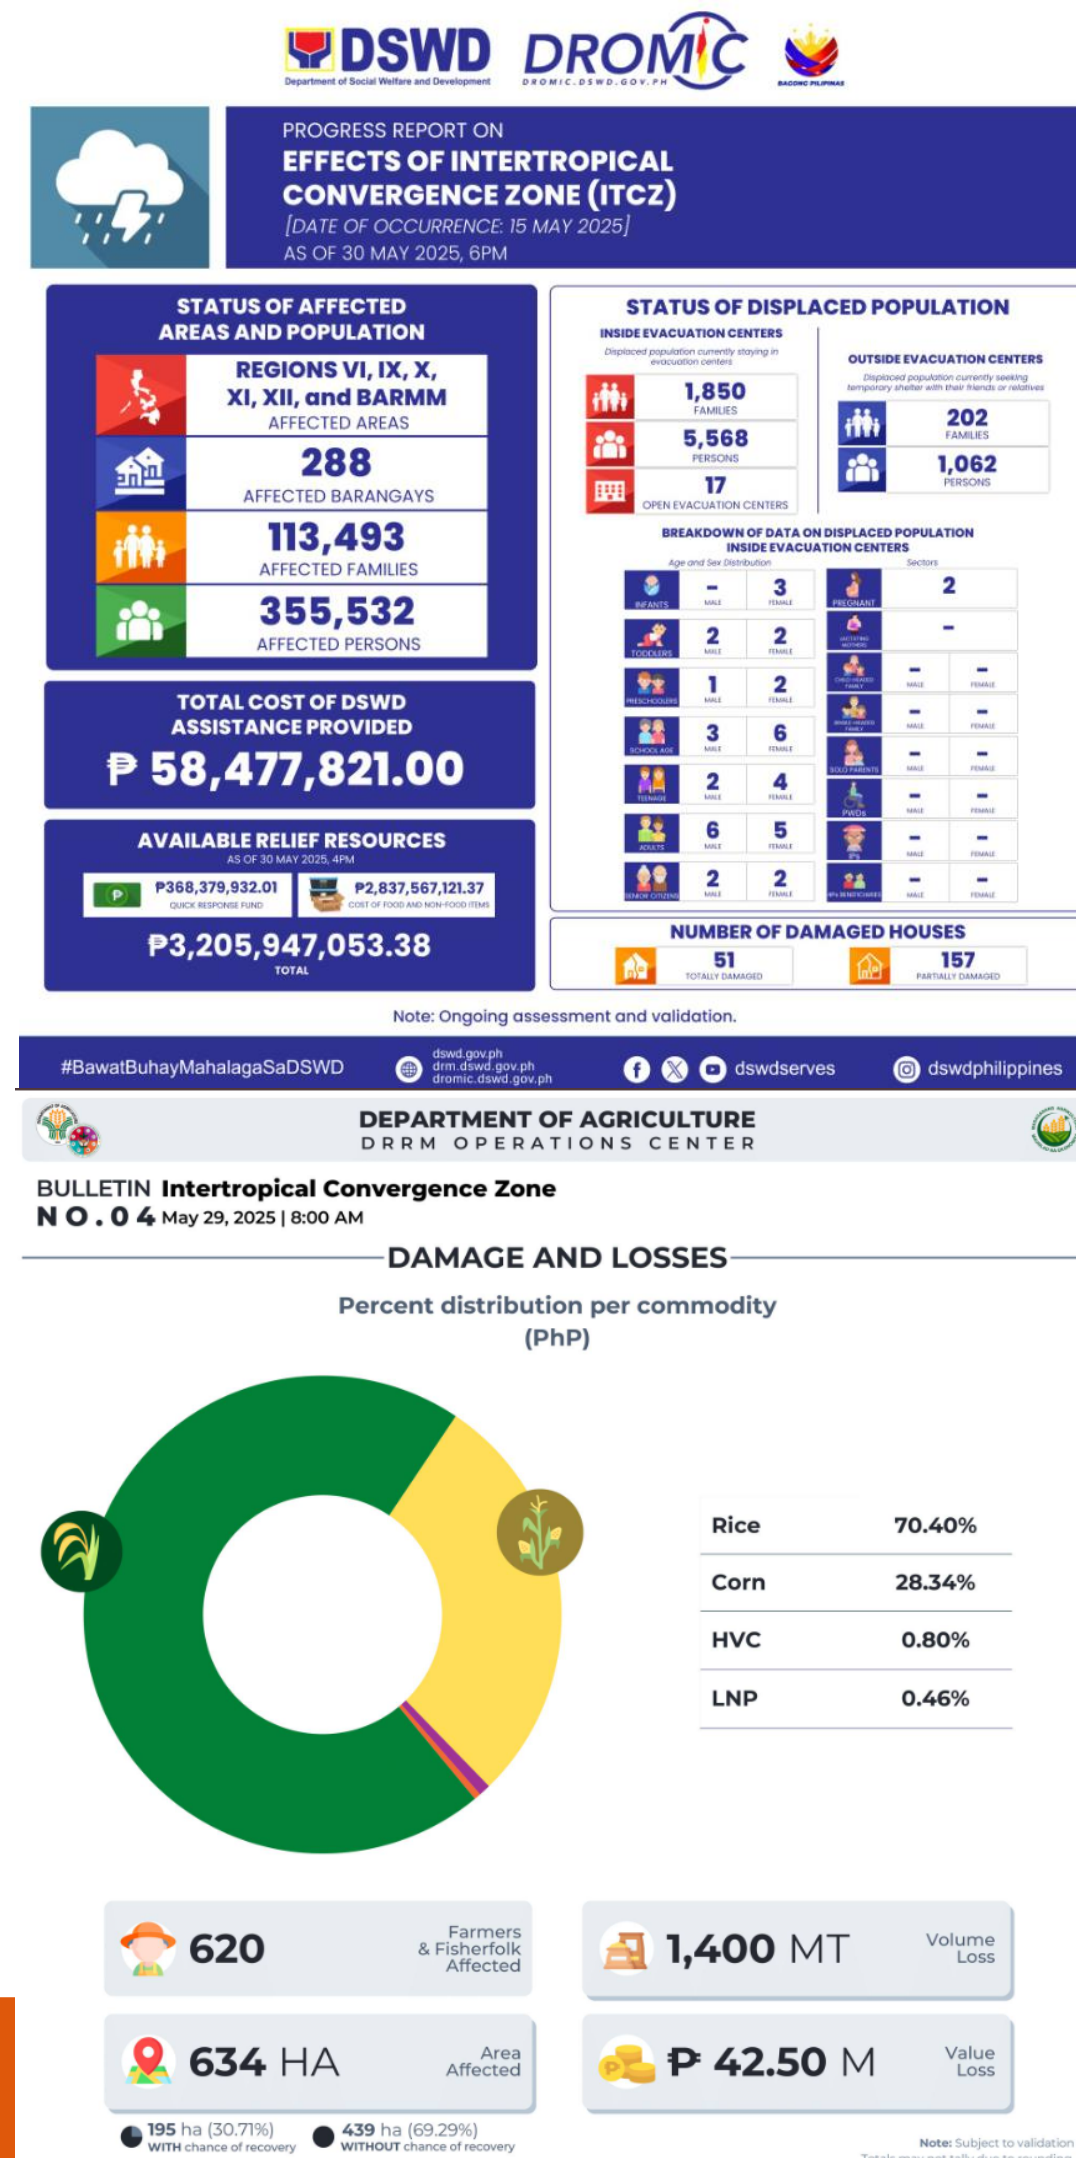 DSWD
Department of Social Welfare and Development
DROMIC
DROMIC.DSWD.GOV.PH
BAGONG PILIPINAS
PROGRESS REPORT ON
EFFECTS OF INTERTROPICAL
CONVERGENCE ZONE (ITCZ)
[DATE OF OCCURRENCE: 15 MAY 2025]
AS OF 30 MAY 2025, 6PM
STATUS OF AFFECTED
AREAS AND POPULATION
REGIONS VI, IX, X,
XI, XII, and BARMM
AFFECTED AREAS
288
AFFECTED BARANGAYS
113,493
AFFECTED FAMILIES
355,532
AFFECTED PERSONS
TOTAL COST OF DSWD
ASSISTANCE PROVIDED
₱ 58,477,821.00
AVAILABLE RELIEF RESOURCES
AS OF 30 MAY 2025, 4PM
₱368,379,932.01
QUICK RESPONSE FUND
₱2,837,567,121.37
COST OF FOOD AND NON-FOOD ITEMS
₱3,205,947,053.38
TOTAL
STATUS OF DISPLACED POPULATION
INSIDE EVACUATION CENTERS
Displaced population currently staying in
evacuation centers
1,850
FAMILIES
5,568
PERSONS
17
OPEN EVACUATION CENTERS
OUTSIDE EVACUATION CENTERS
Displaced population currently seeking
temporary shelter with their friends or relatives
202
FAMILIES
1,062
PERSONS
BREAKDOWN OF DATA ON DISPLACED POPULATION
INSIDE EVACUATION CENTERS
Age and Sex Distribution
INFANTS
- MALE
3 FEMALE
TODDLERS
2 MALE
2 FEMALE
PRESCHOOLERS
1 MALE
2 FEMALE
SCHOOL AGE
3 MALE
6 FEMALE
TEENAGE
2 MALE
4 FEMALE
ADULTS
6 MALE
5 FEMALE
SENIOR CITIZENS
2 MALE
2 FEMALE
Sectors
PREGNANT
2
LACTATING
MOTHERS
-
CHILD-HEADED
FAMILY
- MALE
- FEMALE
FAMILY
- MALE
- FEMALE
SOLO PARENTS
- MALE
- FEMALE
PWDs
- MALE
- FEMALE
IPs
- MALE
- FEMALE
4Ps BENEFICIARIES
- MALE
- FEMALE
NUMBER OF DAMAGED HOUSES
51
TOTALLY DAMAGED
157
PARTIALLY DAMAGED
Note: Ongoing assessment and validation.
#BawatBuhayMahalagaSaDSWD
dswd.gov.ph
drm.dswd.gov.ph
dromic.dswd.gov.ph
dswdserves
dswdphilippines
DEPARTMENT OF AGRICULTURE
DRRM OPERATIONS CENTER
BULLETIN Intertropical Convergence Zone
NO.04 May 29, 2025 | 8:00 AM
DAMAGE AND LOSSES
Percent distribution per commodity
(PhP)
Rice 70.40%
Corn 28.34%
HVC 0.80%
LNP 0.46%
620
Farmers
& Fisherfolk
Affected
1,400 MT
Volume
Loss
634 HA
Area
Affected
₱ 42.50 M
Value
Loss
195 ha (30.71%)
WITH chance of recovery
439 ha (69.29%)
WITHOUT chance of recovery
Note: Subject to validation
Totals may not tally due to rounding